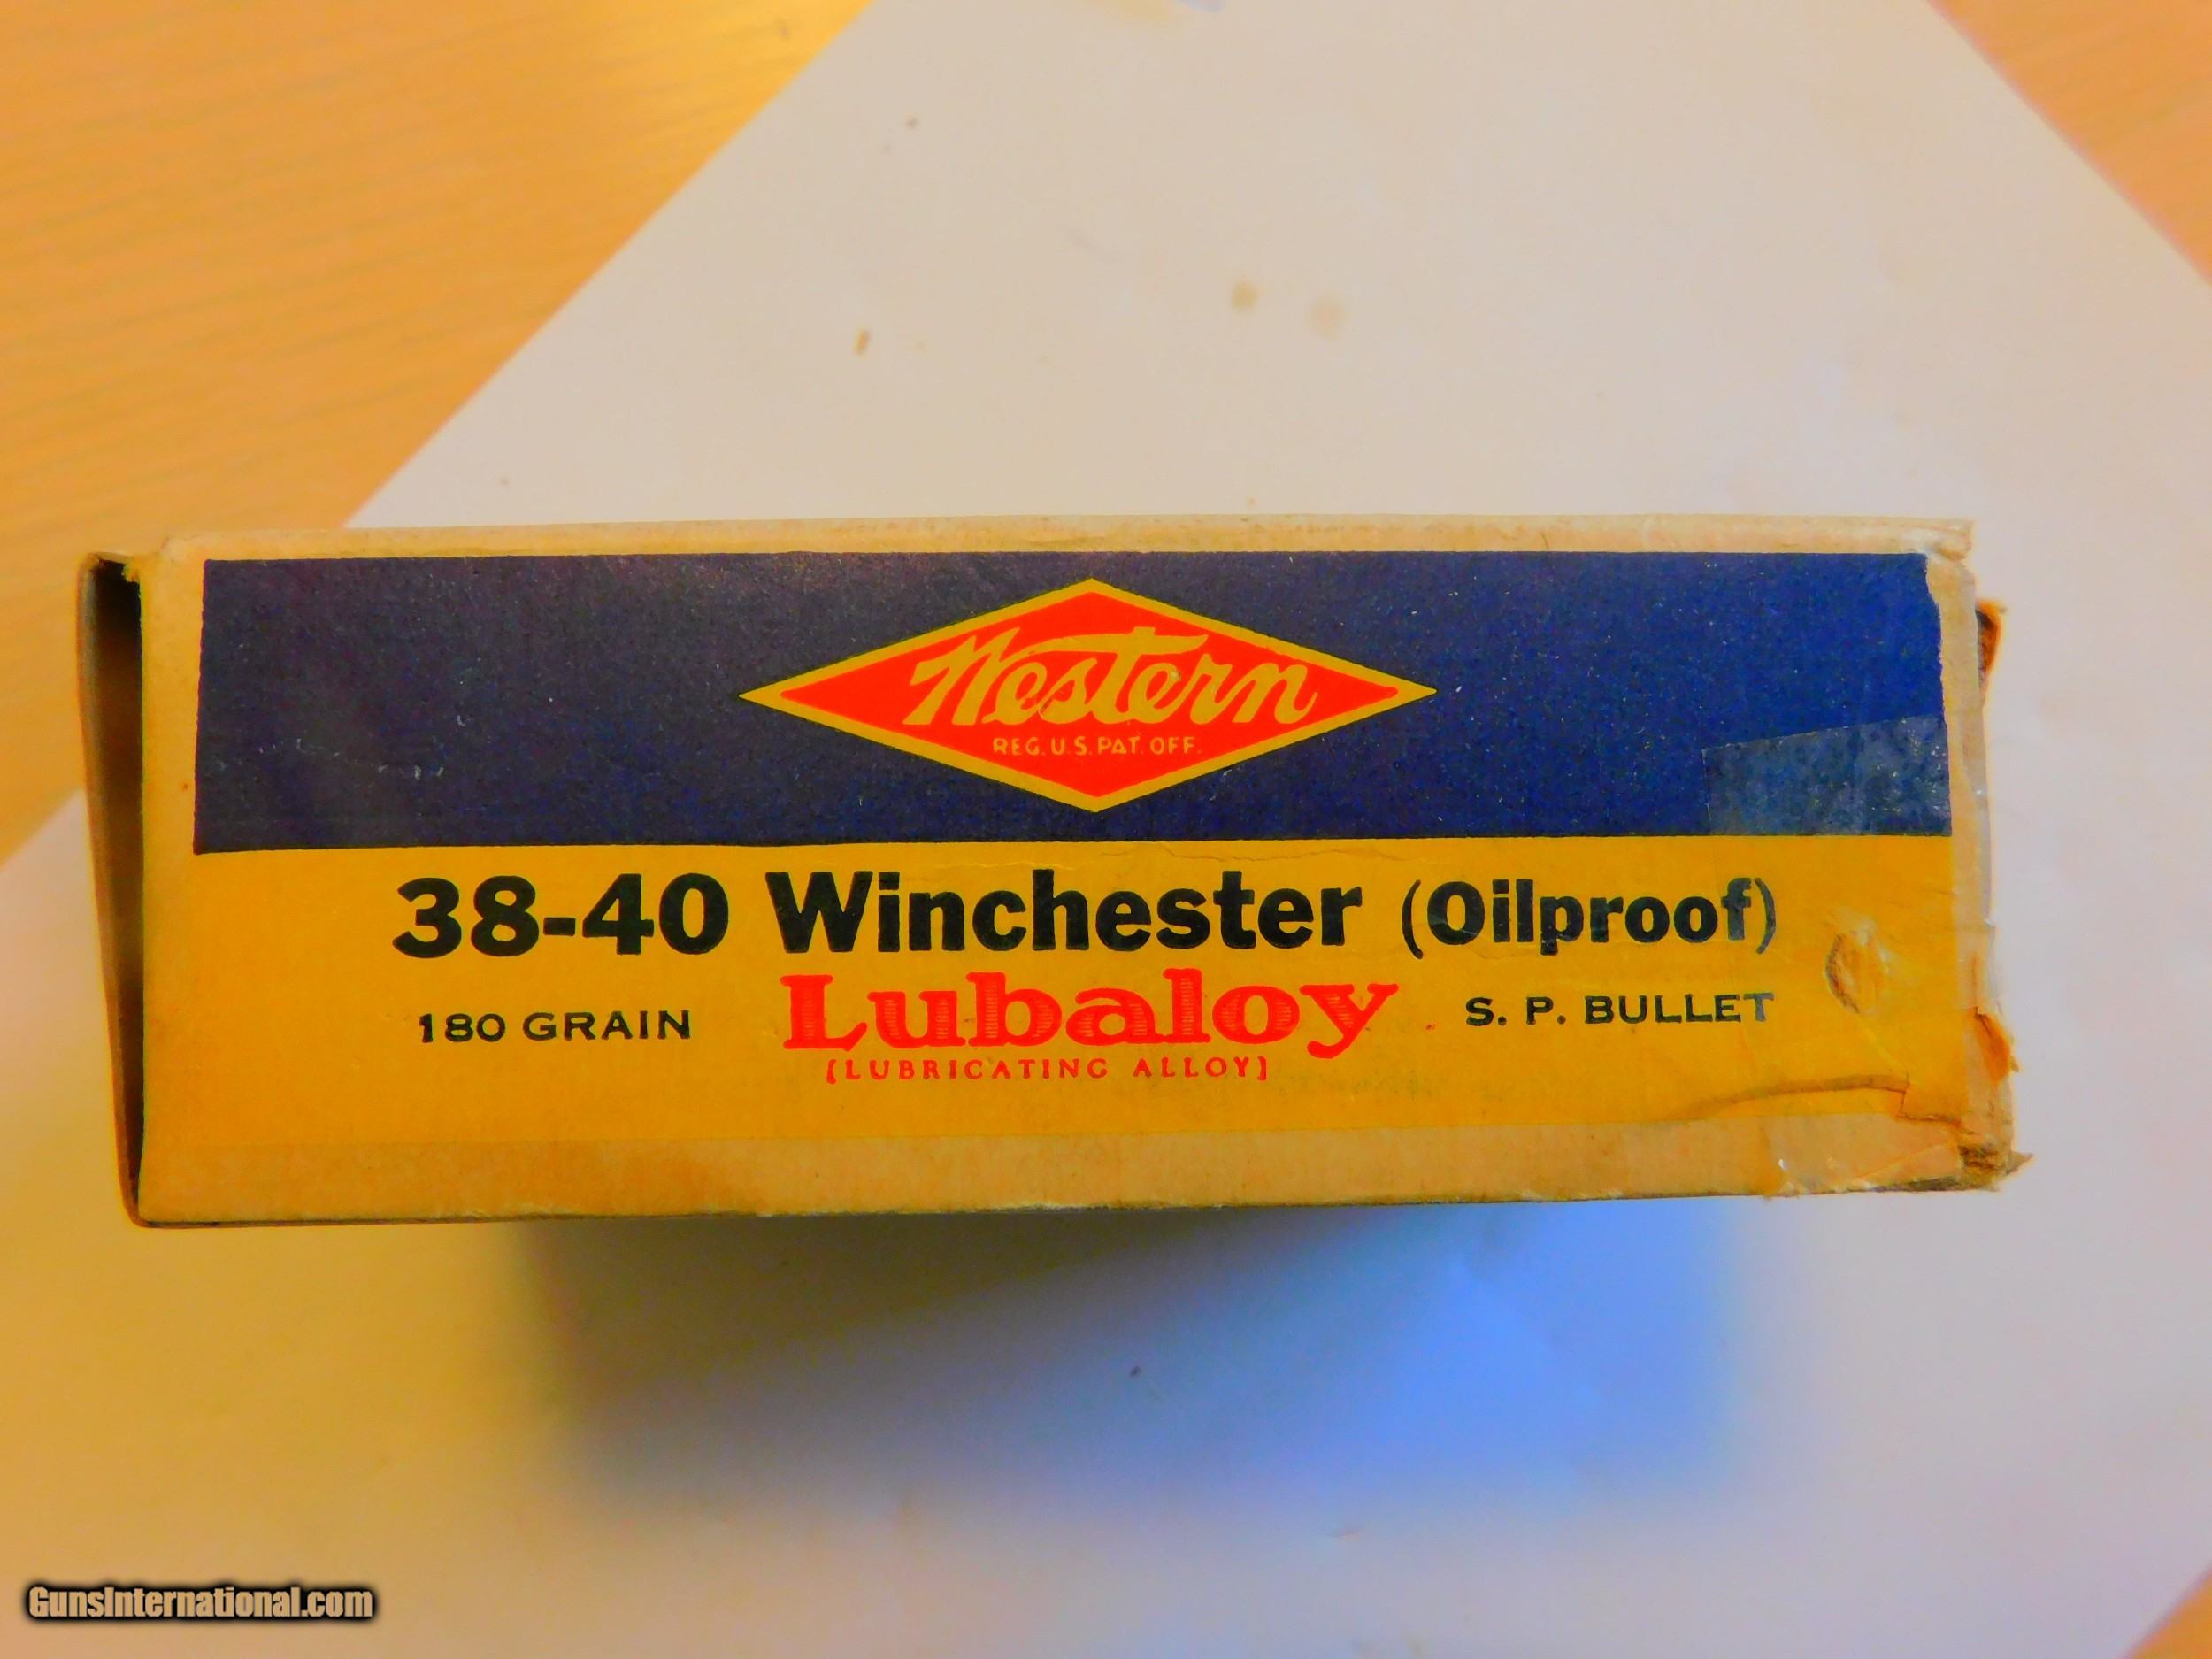 Western
REG. U.S. PAT. OFF.
38-40 Winchester (Oilproof)
180 GRAIN Lubaloy S. P. BULLET
[LUBRICATING ALLOY]
GunsInternational.com